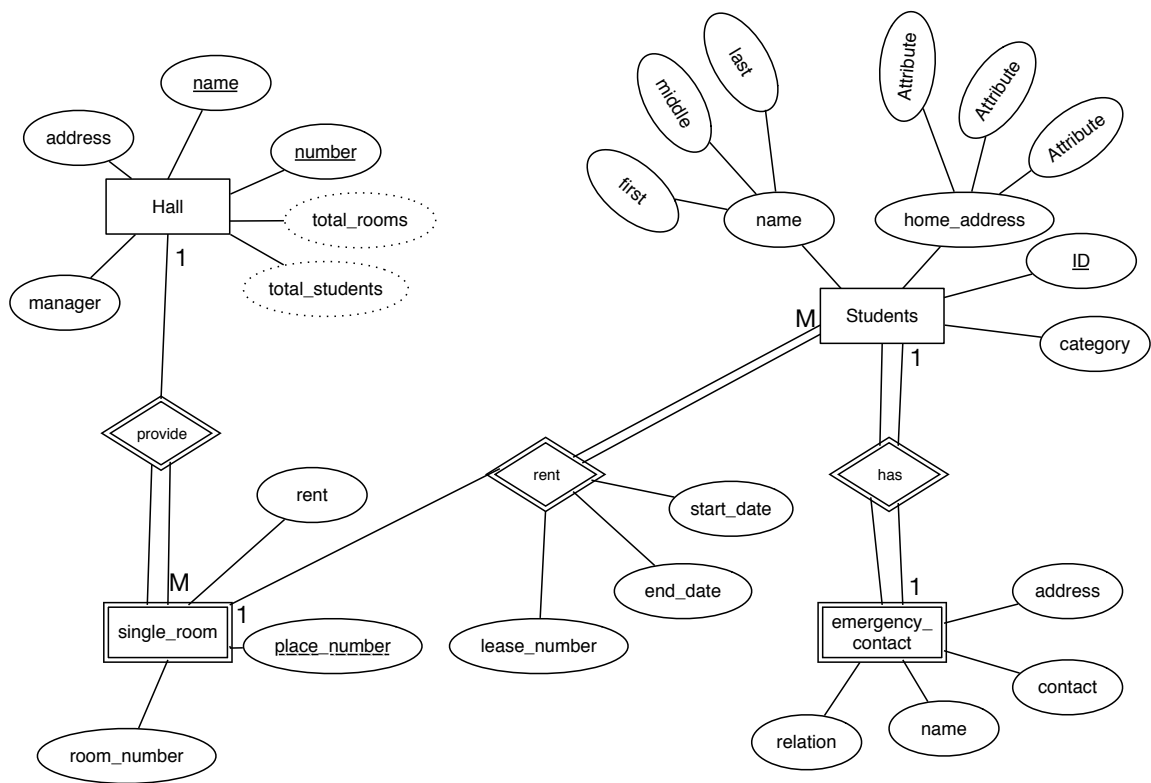 name
address
number
Hall
total_rooms
total_students
manager
1
provide
M
single_room
1
rent
place_number
room_number
first
middle
last
name
Attribute
Attribute
Attribute
home_address
ID
category
Students
M
1
rent
start_date
end_date
lease_number
has
1
emergency_
contact
address
contact
name
relation